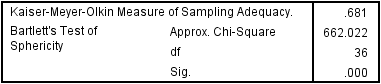 Kaiser-Meyer-Olkin Measure of Sampling Adequacy. .681
Bartlett's Test of Approx. Chi-Square 662.022
Sphericity df 36
Sig. .000